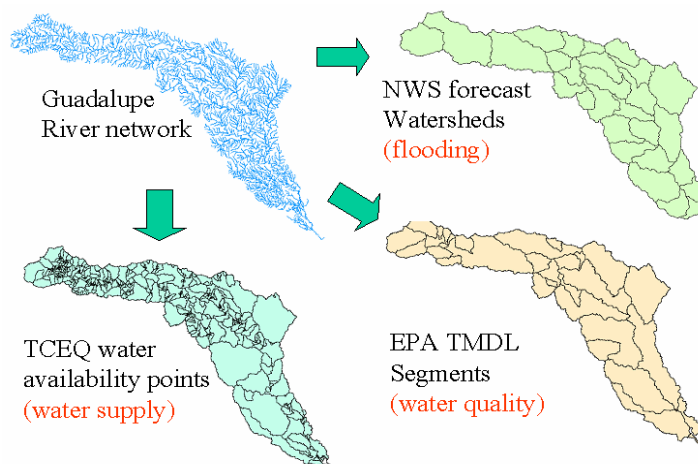 Guadalupe
River network
NWS forecast
Watersheds
(flooding)
TCEQ water
availability points
(water supply)
EPA TMDL
Segments
(water quality)